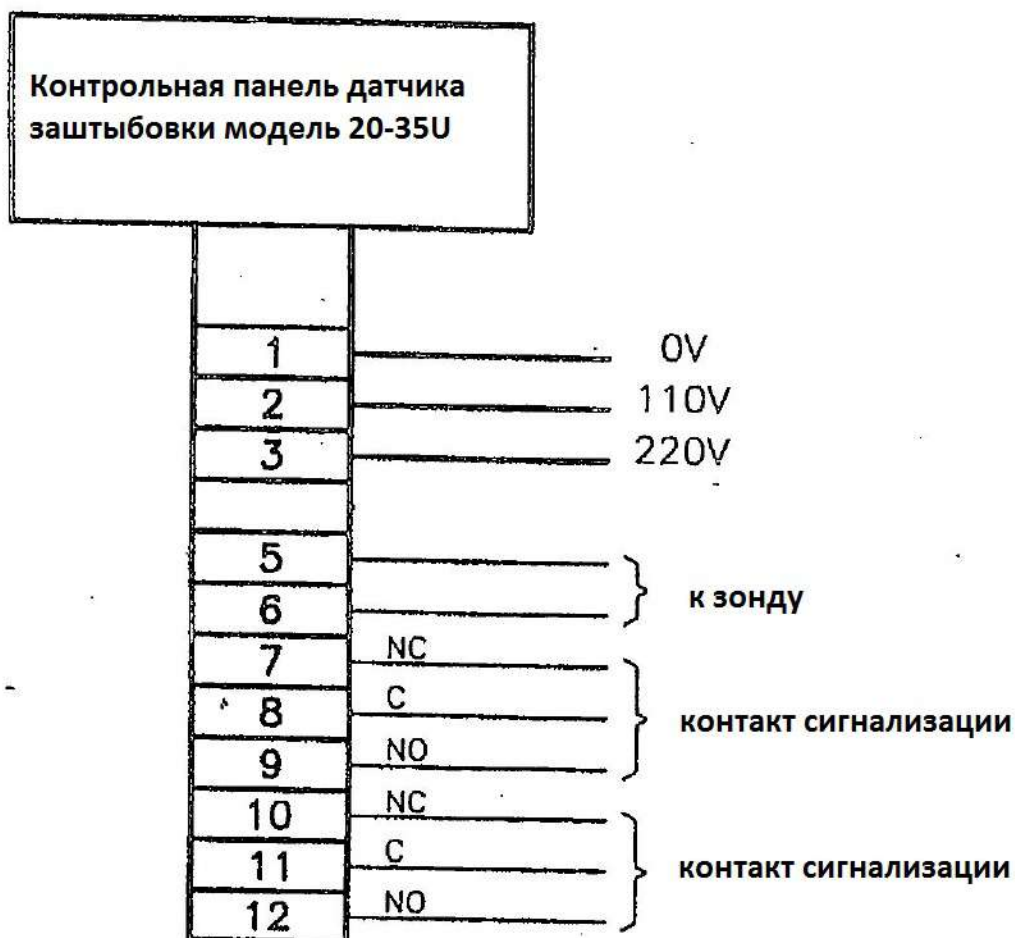 Контрольная панель датчика
заштыбовки модель 20-35U
1 0V
2 110V
3 220V
5
6
к зонду
7 NC
8 C
9 NO
контакт сигнализации
10 NC
11 C
12 NO
контакт сигнализации